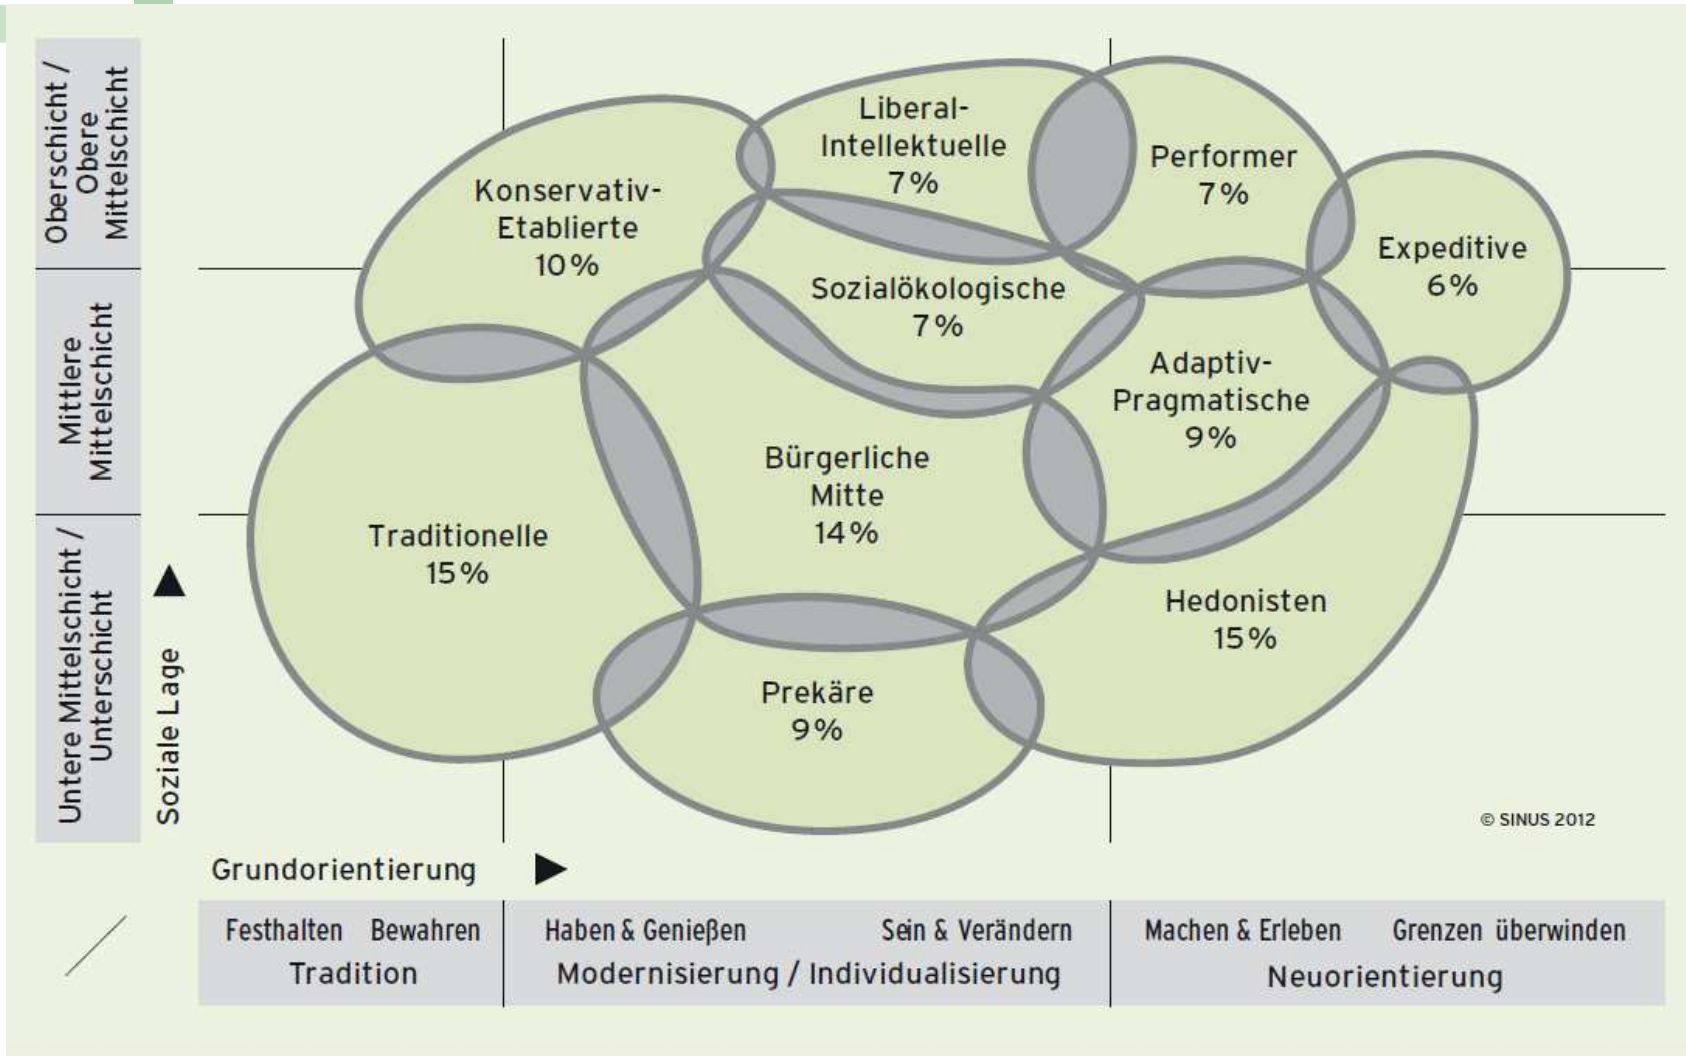 Oberschicht /
Obere
Mittelschicht
Mittlere
Mittelschicht
Untere Mittelschicht /
Unterschicht
Soziale Lage
Konservativ-
Etablierte
10%
Liberal-
Intellektuelle
7%
Performer
7%
Expeditive
6%
Sozialökologische
7%
Adaptiv-
Pragmatische
9%
Bürgerliche
Mitte
14%
Traditionelle
15%
Hedonisten
15%
Prekäre
9%
© SINUS 2012
Grundorientierung
Festhalten Bewahren
Tradition
Haben & Genießen Sein & Verändern
Modernisierung / Individualisierung
Machen & Erleben Grenzen überwinden
Neuorientierung